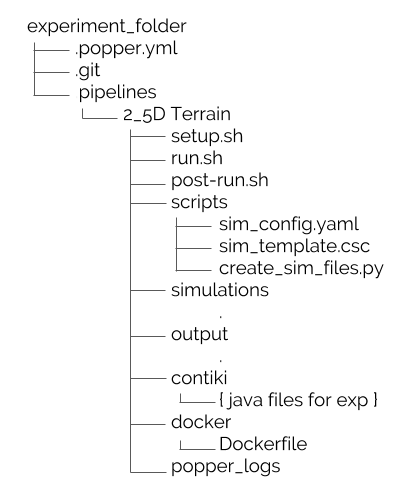 experiment_folder
.popper.yml
.git
pipelines
2_5D Terrain
setup.sh
run.sh
post-run.sh
scripts
sim_config.yaml
sim_template.csc
create_sim_files.py
simulations
.
output
.
contiki
{ java files for exp }
docker
Dockerfile
popper_logs